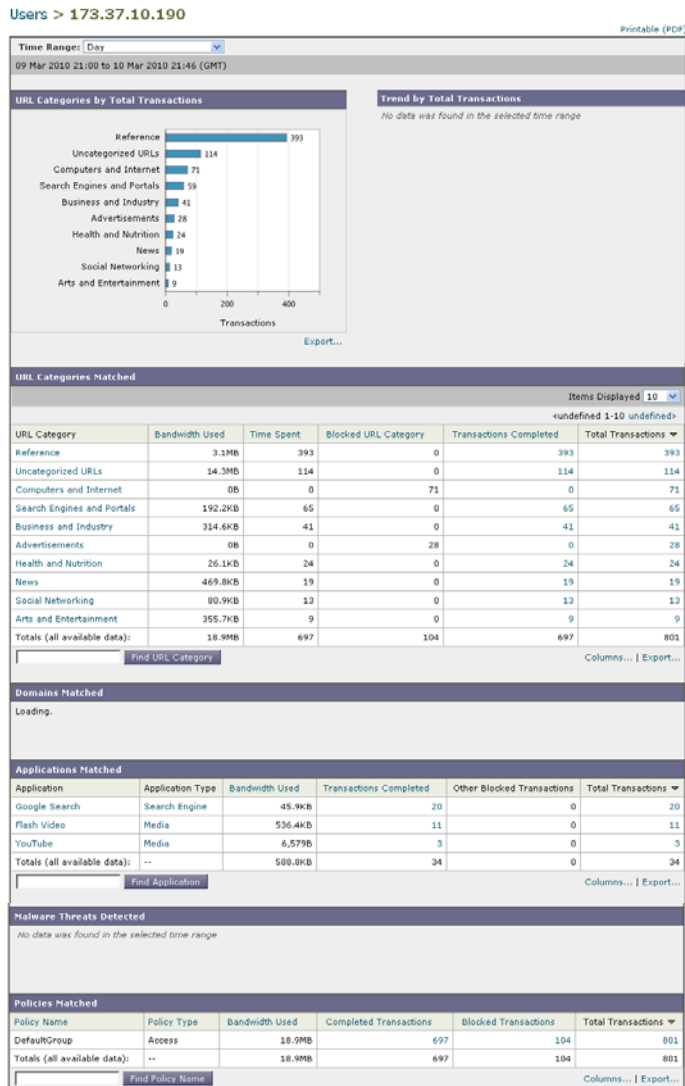 Users > 173.37.10.190
Printable (PDF)
Time Range: Day
09 Mar 2010 21:00 to 10 Mar 2010 21:46 (GMT)
URL Categories by Total Transactions
Reference 393
Uncategorized URLs 114
Computers and Internet 71
Search Engines and Portals 59
Business and Industry 41
Advertisements 28
Health and Nutrition 24
News 19
Social Networking 13
Arts and Entertainment 9
0 200 400
Transactions
Export...
Trend by Total Transactions
No data was found in the selected time range
URL Categories Matched
Items Displayed 10
<undefined 1-10 undefined>
URL Category Bandwidth Used Time Spent Blocked URL Category Transactions Completed Total Transactions
Reference 3.1MB 393 0 393 393
Uncategorized URLs 14.3MB 114 0 114 114
Computers and Internet 0B 0 71 0 71
Search Engines and Portals 192.2KB 65 0 65 65
Business and Industry 314.6KB 41 0 41 41
Advertisements 0B 0 28 0 28
Health and Nutrition 26.1KB 24 0 24 24
News 469.8KB 19 0 19 19
Social Networking 80.9KB 13 0 13 13
Arts and Entertainment 355.7KB 9 0 9 9
Totals (all available data): 18.9MB 697 104 697 801
Find URL Category
Columns... | Export...
Domains Matched
Loading.
Applications Matched
Application Application Type Bandwidth Used Transactions Completed Other Blocked Transactions Total Transactions
Google Search Search Engine 45.9KB 20 0 20
Flash Video Media 536.4KB 11 0 11
YouTube Media 6,579B 3 0 3
Totals (all available data): -- 588.8KB 34 0 34
Find Application
Columns... | Export...
Malware Threats Detected
No data was found in the selected time range
Policies Matched
Policy Name Policy Type Bandwidth Used Completed Transactions Blocked Transactions Total Transactions
DefaultGroup Access 18.9MB 697 104 801
Totals (all available data): -- 18.9MB 697 104 801
Find Policy Name
Columns... | Export...